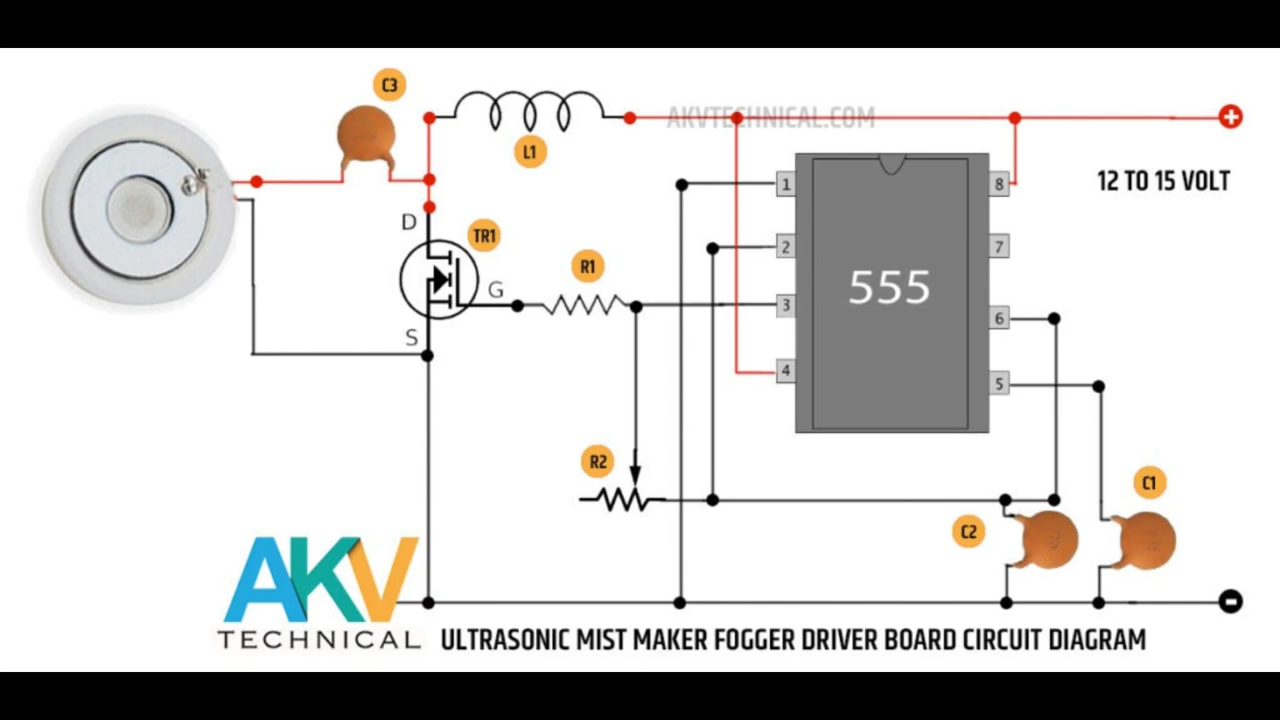 C3
AKVTECHNICAL.COM
L1
12 TO 15 VOLT
1
8
D
TR1
2
7
R1
G
555
3
6
S
4
5
R2
C1
C2
AKV
TECHNICAL
ULTRASONIC MIST MAKER FOGGER DRIVER BOARD CIRCUIT DIAGRAM